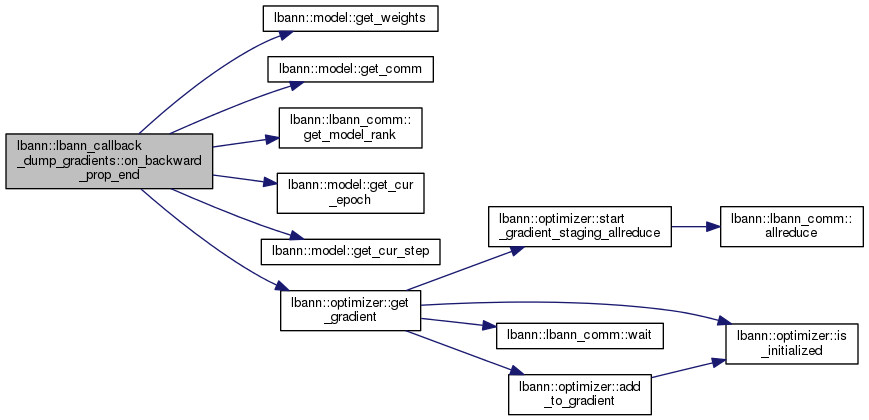 lbann::model::get_weights
lbann::model::get_comm
lbann::lbann_comm::
get_model_rank
lbann::lbann_callback
_dump_gradients::on_backward
_prop_end
lbann::model::get_cur
_epoch
lbann::model::get_cur_step
lbann::optimizer::get
_gradient
lbann::optimizer::start
_gradient_staging_allreduce
lbann::lbann_comm::
allreduce
lbann::lbann_comm::wait
lbann::optimizer::is
_initialized
lbann::optimizer::add
_to_gradient